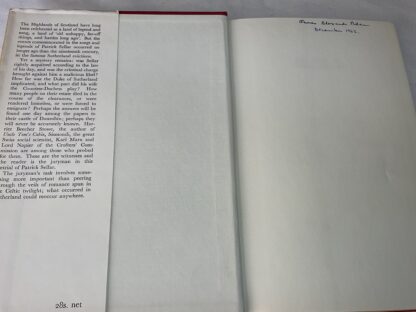 The Highlands of Scotland have long
been celebrated as a land of legend and
song, a land of 'old unhappy, far-off
things, and battles long ago'. But the
events commemorated in the songs and
legends of Patrick Sellar occurred no
longer ago than the nineteenth century,
in the famous Sutherland evictions.
Yet a mystery remains: was Sellar
rightly acquitted according to the law
of his day, and was the criminal charge
brought against him a malicious libel?
How far was the Duke of Sutherland
implicated, and what part did his wife
the Countess-Duchess play? How
many people on their estate died in the
course of the clearances, or were
rendered homeless, or were forced to
emigrate? Perhaps the answers will be
found one day among the papers in
their castle of Dunrobin; perhaps they
will never be accurately known. Har-
riet Beecher Stowe, the author of
Uncle Tom's Cabin, Sismondi, the great
Swiss social scientist, Karl Marx and
Lord Napier of the Crofters' Com-
mission are among those who probed
for them. These are the witnesses and
the reader is the juryman in this
retrial of Patrick Sellar.
The juryman's task involves some-
thing more important than peering
through the veils of romance spun in
the Celtic twilight; what occurred in
Sutherland could reoccur anywhere.
28s. net
December 1962